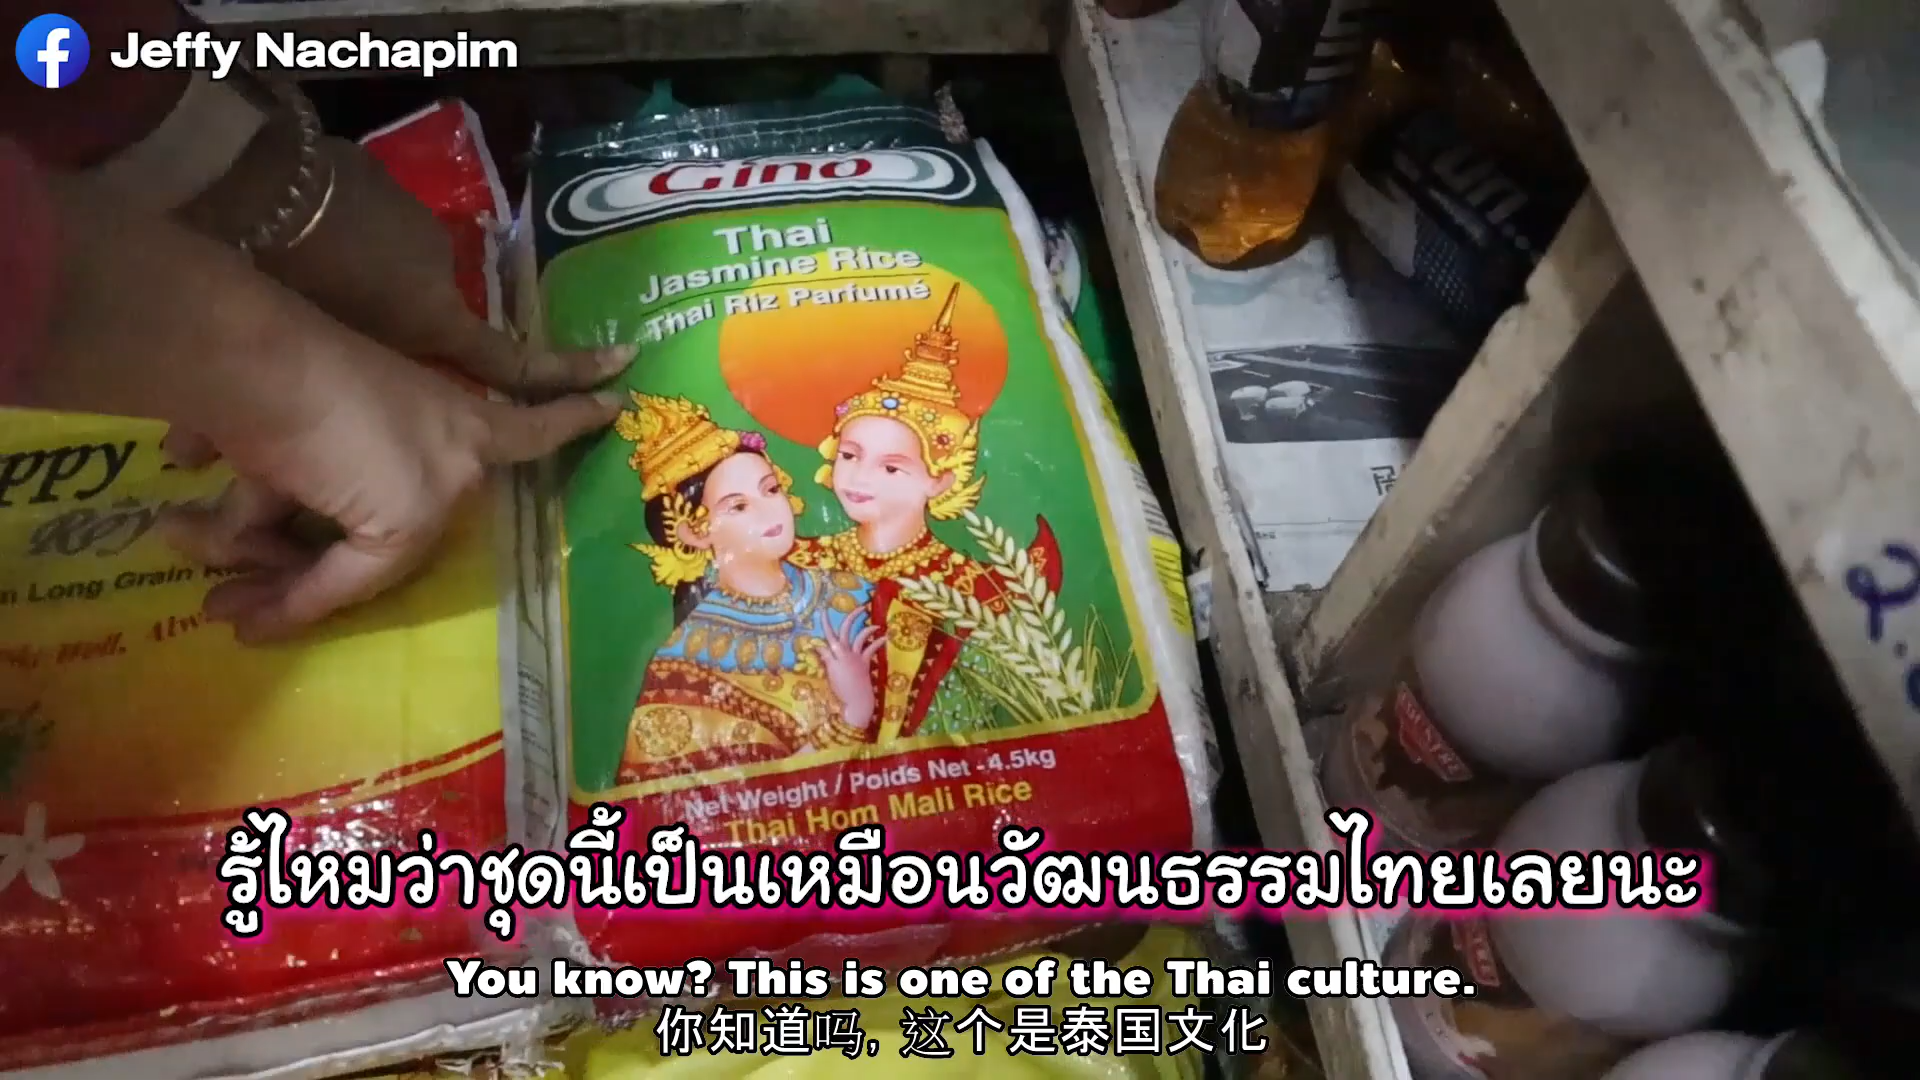 Jeffy Nachapim
Gino
Thai
Jasmine Rice
Thai Riz Parfumé
Long Grain
Net Weight / Poids Net - 4.5kg
Thai Hom Mali Rice
รู้ไหมว่าชุดนี้เป็นเหมือนวัฒนธรรมไทยเลยนะ
You know? This is one of the Thai culture.
你知道吗, 这个是泰国文化